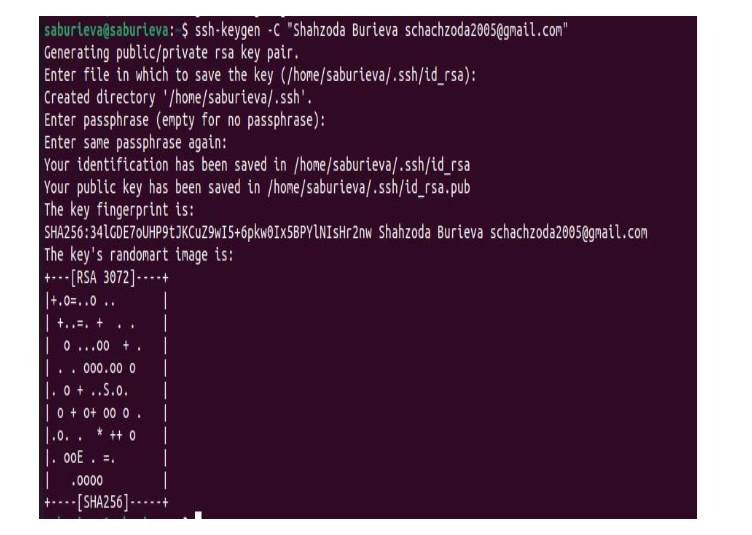 saburieva@saburieva:~$ ssh-keygen -C "Shahzoda Burieva schachzoda2005@gmail.com"
Generating public/private rsa key pair.
Enter file in which to save the key (/home/saburieva/.ssh/id_rsa):
Created directory '/home/saburieva/.ssh'.
Enter passphrase (empty for no passphrase):
Enter same passphrase again:
Your identification has been saved in /home/saburieva/.ssh/id_rsa
Your public key has been saved in /home/saburieva/.ssh/id_rsa.pub
The key fingerprint is:
SHA256:34lGDE7oUHP9tJKCuZ9wI5+6pkw0Ix5BPYlNIsHr2nw Shahzoda Burieva schachzoda2005@gmail.com
The key's randomart image is:
+---[RSA 3072]----+
|+.o=..o ..       |
| +..=. +  . .    |
|  o ...oo  + .   |
| . . ooo.oo o    |
|. o + ..S.o.     |
| o + o+ oo o .   |
|.o. .  * ++ o    |
|. ooE . =.       |
|   .oooo         |
+----[SHA256]-----+